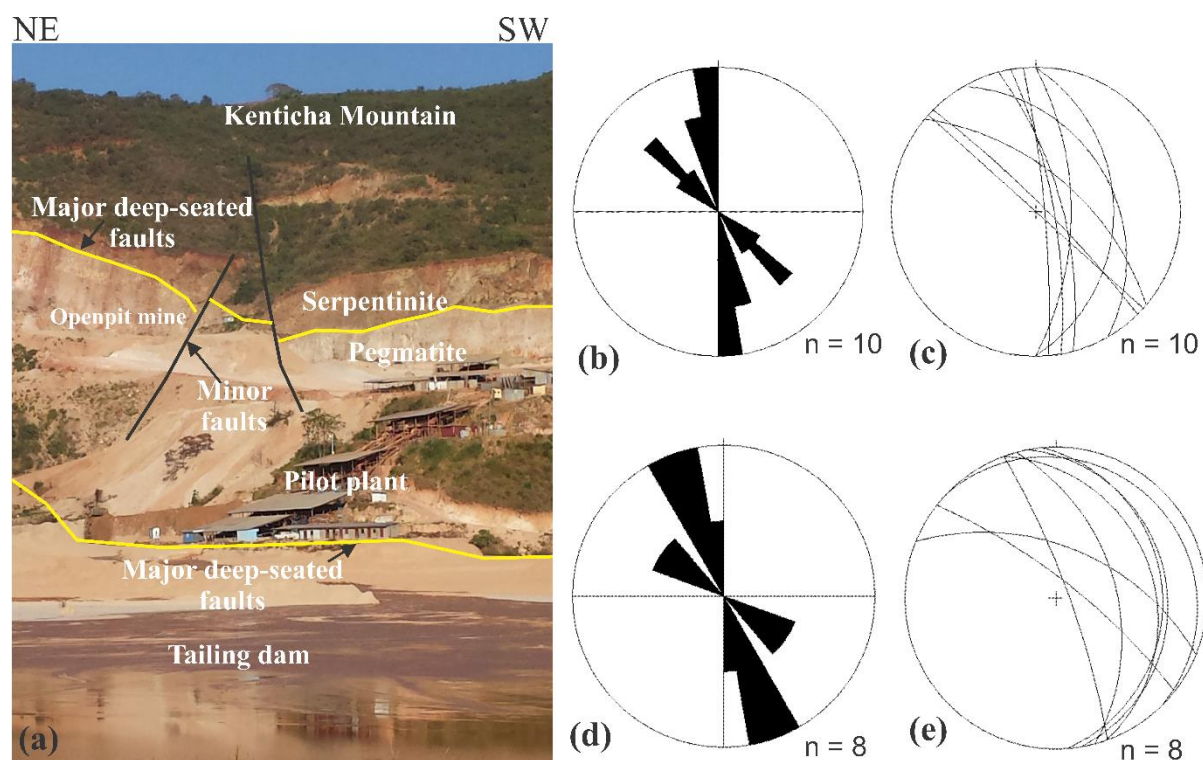 NE
SW
Kenticha Mountain
Major deep-seated
faults
Openpit mine
Serpentinite
Pegmatite
Minor
faults
Pilot plant
Major deep-seated
faults
Tailing dam
(a)
(b)
n = 10
(c)
n = 10
(d)
n = 8
(e)
n = 8